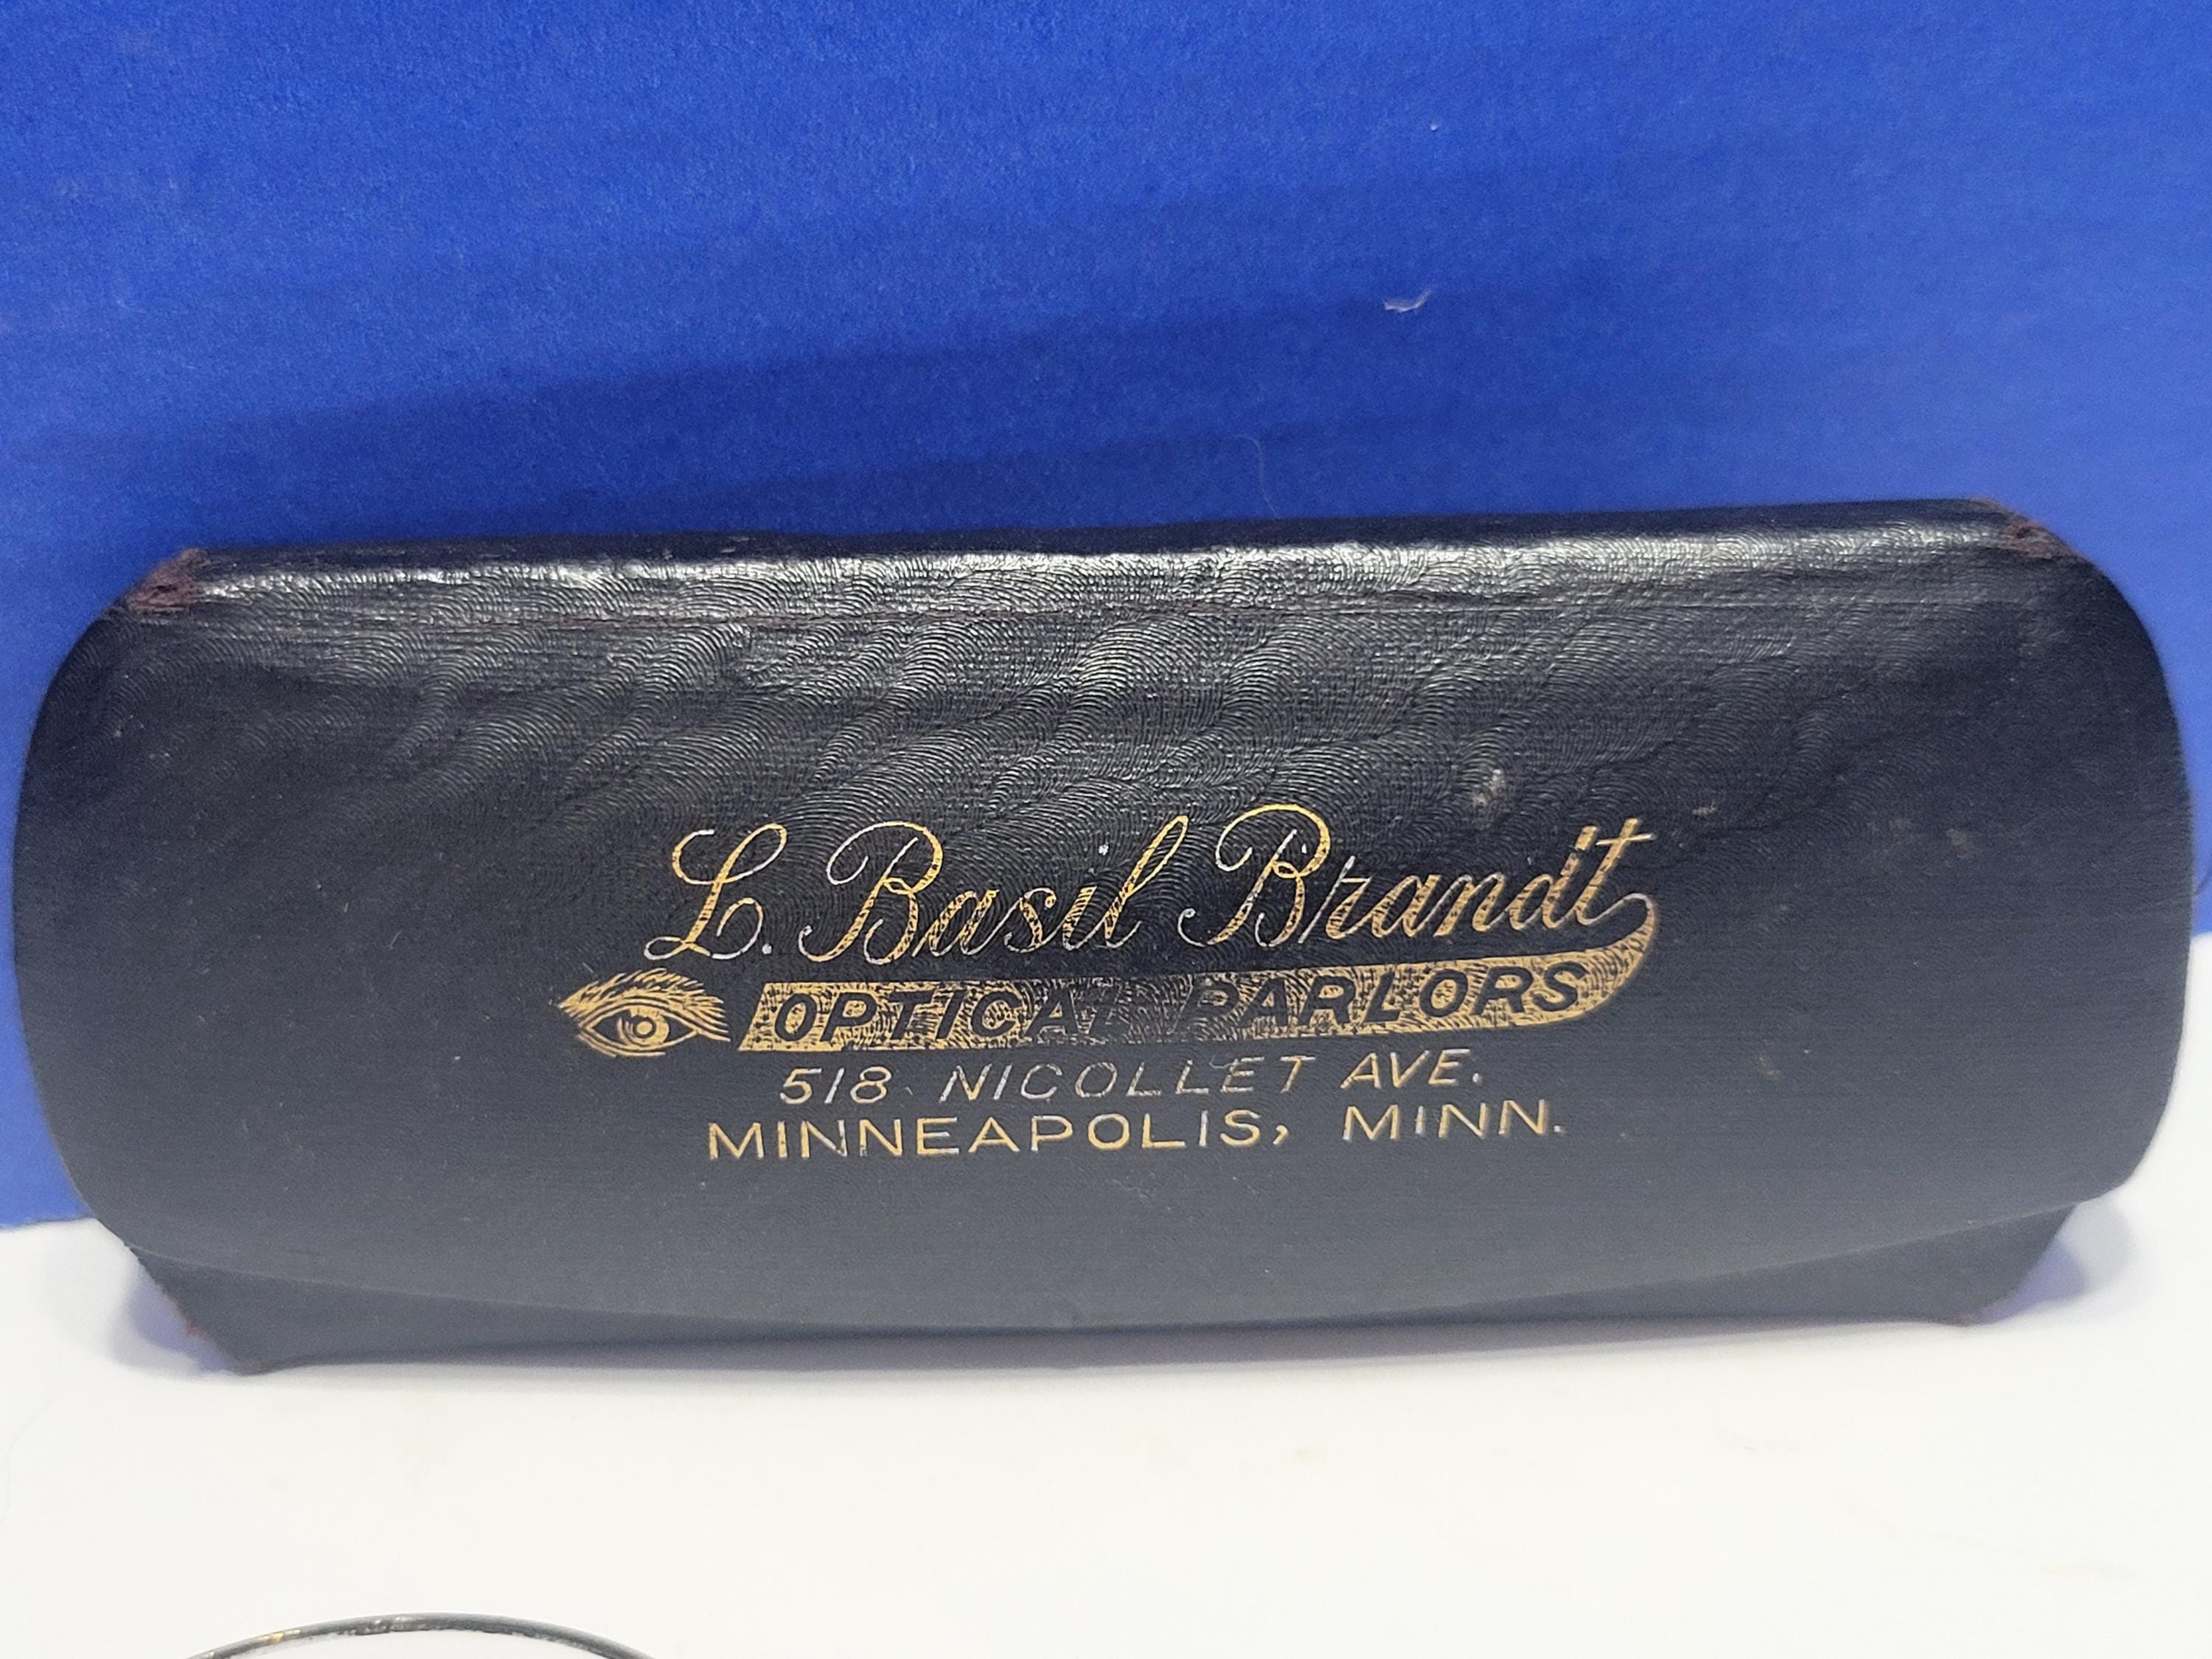 L. Basil Brandt
OPTICAL PARLORS
518 NICOLLET AVE.
MINNEAPOLIS, MINN.